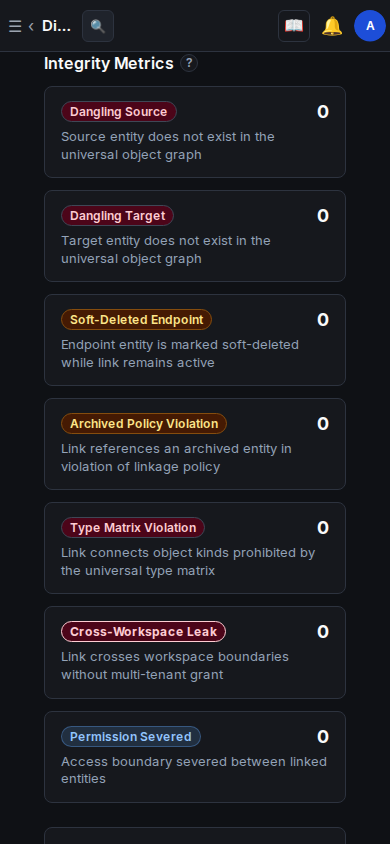 ☰ ‹ Di... 🔍 📖 🔔 A
Integrity Metrics ?
Dangling Source 0
Source entity does not exist in the
universal object graph
Dangling Target 0
Target entity does not exist in the
universal object graph
Soft-Deleted Endpoint 0
Endpoint entity is marked soft-deleted
while link remains active
Archived Policy Violation 0
Link references an archived entity in
violation of linkage policy
Type Matrix Violation 0
Link connects object kinds prohibited by
the universal type matrix
Cross-Workspace Leak 0
Link crosses workspace boundaries
without multi-tenant grant
Permission Severed 0
Access boundary severed between linked
entities